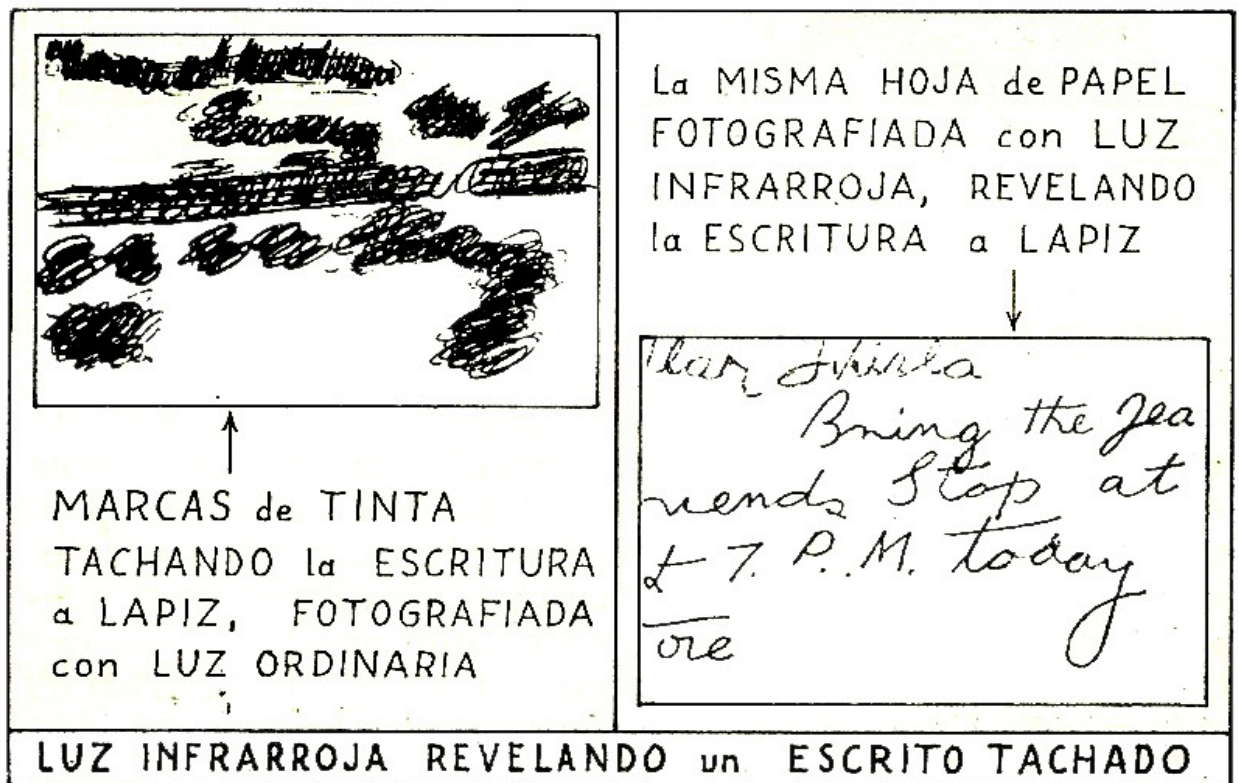 MARCAS de TINTA
TACHANDO la ESCRITURA
a LAPIZ, FOTOGRAFIADA
con LUZ ORDINARIA
La MISMA HOJA de PAPEL
FOTOGRAFIADA con LUZ
INFRARROJA, REVELANDO
la ESCRITURA a LAPIZ
Bring the
Stop at
7. P.M. today
ore
LUZ INFRARROJA REVELANDO un ESCRITO TACHADO